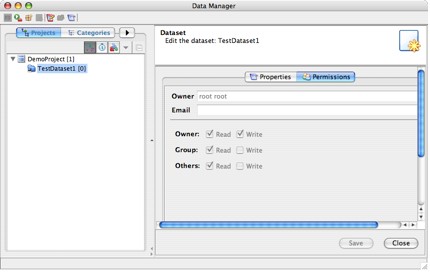 Data Manager
Projects Categories
DemoProject [1]
TestDataset1 [0]
Dataset
Edit the dataset: TestDataset1
Properties Permissions
Owner root root
Email
Owner: Read Write
Group: Read Write
Others: Read Write
Save Close